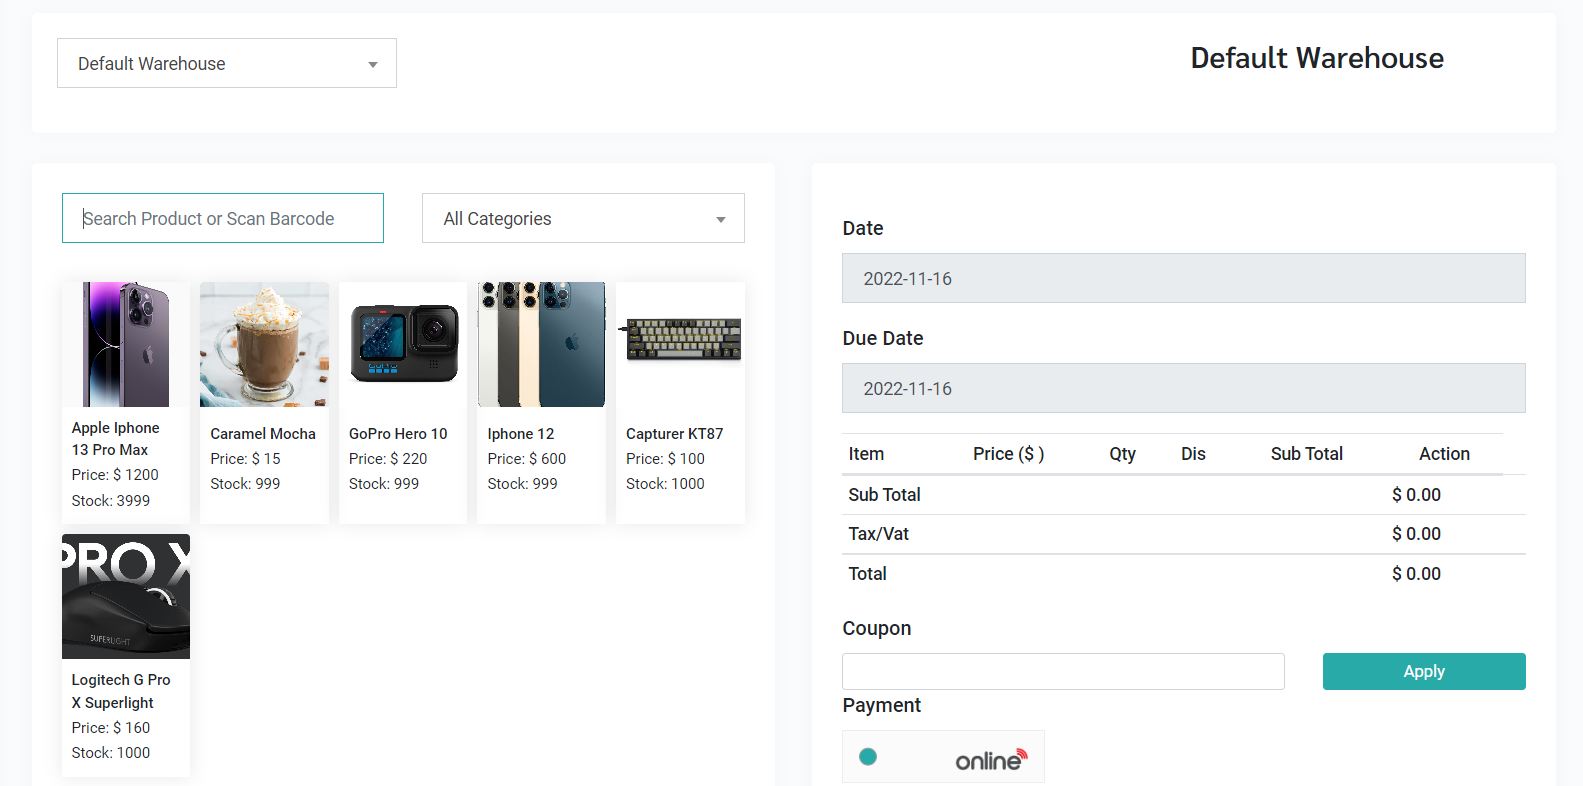 Default Warehouse
Default Warehouse
Search Product or Scan Barcode
All Categories
Apple Iphone
13 Pro Max
Price: $ 1200
Stock: 3999
Caramel Mocha
Price: $ 15
Stock: 999
GoPro Hero 10
Price: $ 220
Stock: 999
Iphone 12
Price: $ 600
Stock: 999
Capturer KT87
Price: $ 100
Stock: 1000
PRO X
SUPERLIGHT
Logitech G Pro
X Superlight
Price: $ 160
Stock: 1000
Date
2022-11-16
Due Date
2022-11-16
Item Price ($ ) Qty Dis Sub Total Action
Sub Total $ 0.00
Tax/Vat $ 0.00
Total $ 0.00
Coupon
Apply
Payment
online